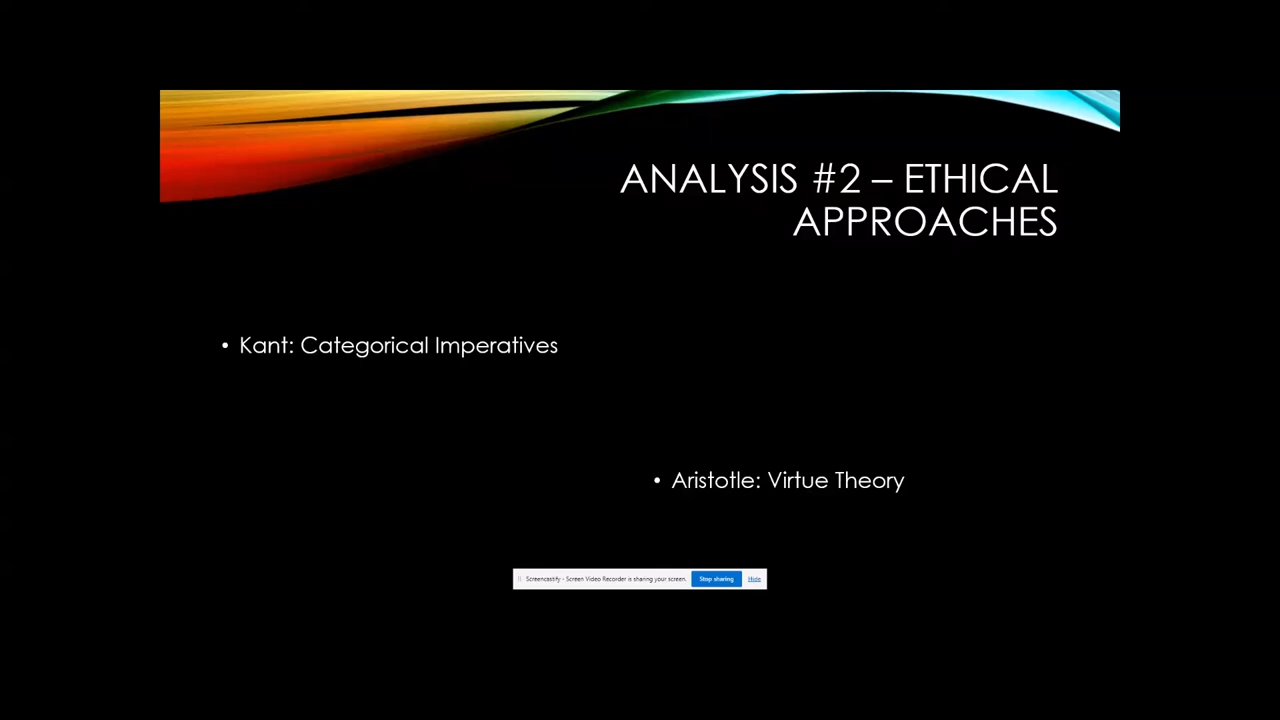 ANALYSIS #2 – ETHICAL
APPROACHES
• Kant: Categorical Imperatives
• Aristotle: Virtue Theory
Screencastify - Screen Video Recorder is sharing your screen. Stop sharing Hide